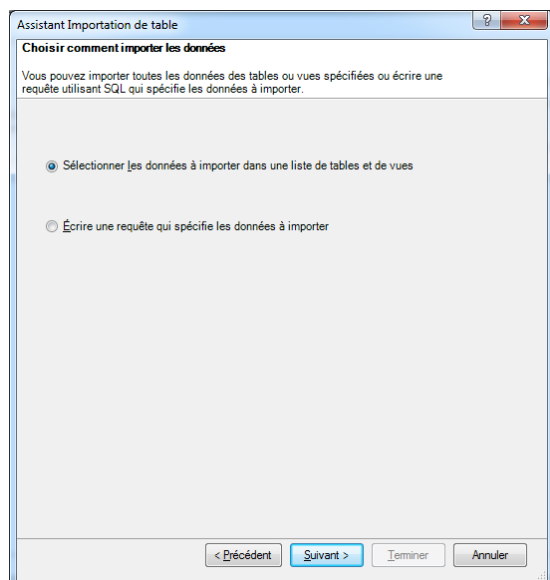 Assistant Importation de table
Choisir comment importer les données
Vous pouvez importer toutes les données des tables ou vues spécifiées ou écrire une
requête utilisant SQL qui spécifie les données à importer.
Sélectionner les données à importer dans une liste de tables et de vues
Écrire une requête qui spécifie les données à importer
< Précédent Suivant > Terminer Annuler